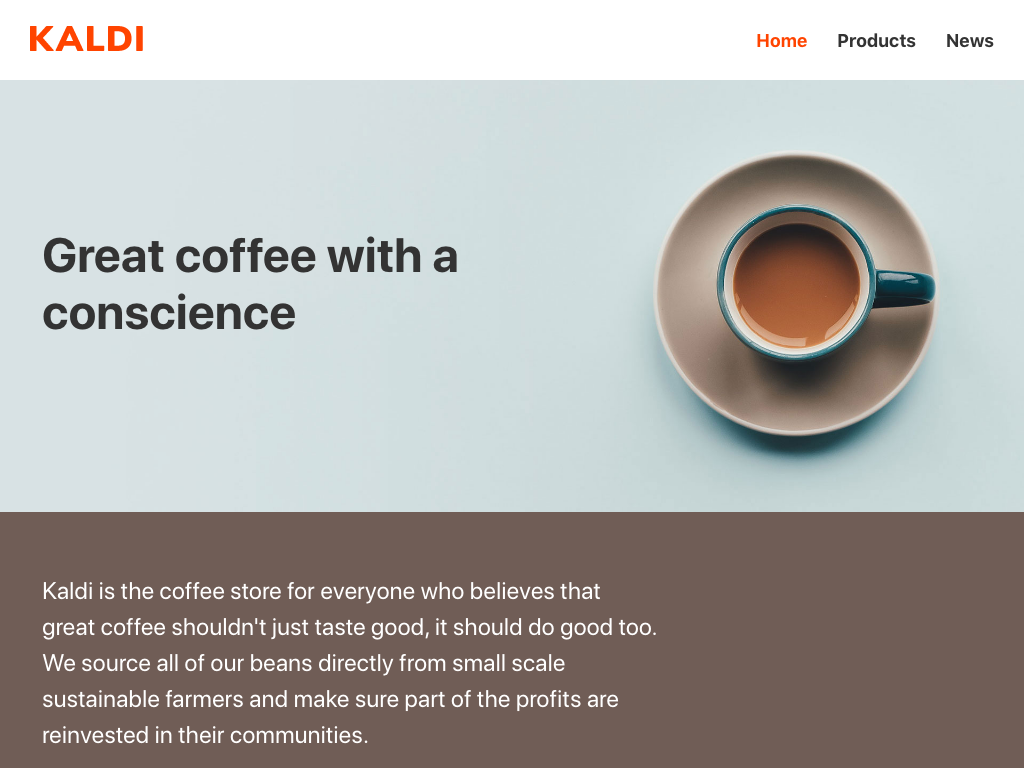 KALDI
Home Products News
Great coffee with a
conscience
Kaldi is the coffee store for everyone who believes that
great coffee shouldn't just taste good, it should do good too.
We source all of our beans directly from small scale
sustainable farmers and make sure part of the profits are
reinvested in their communities.